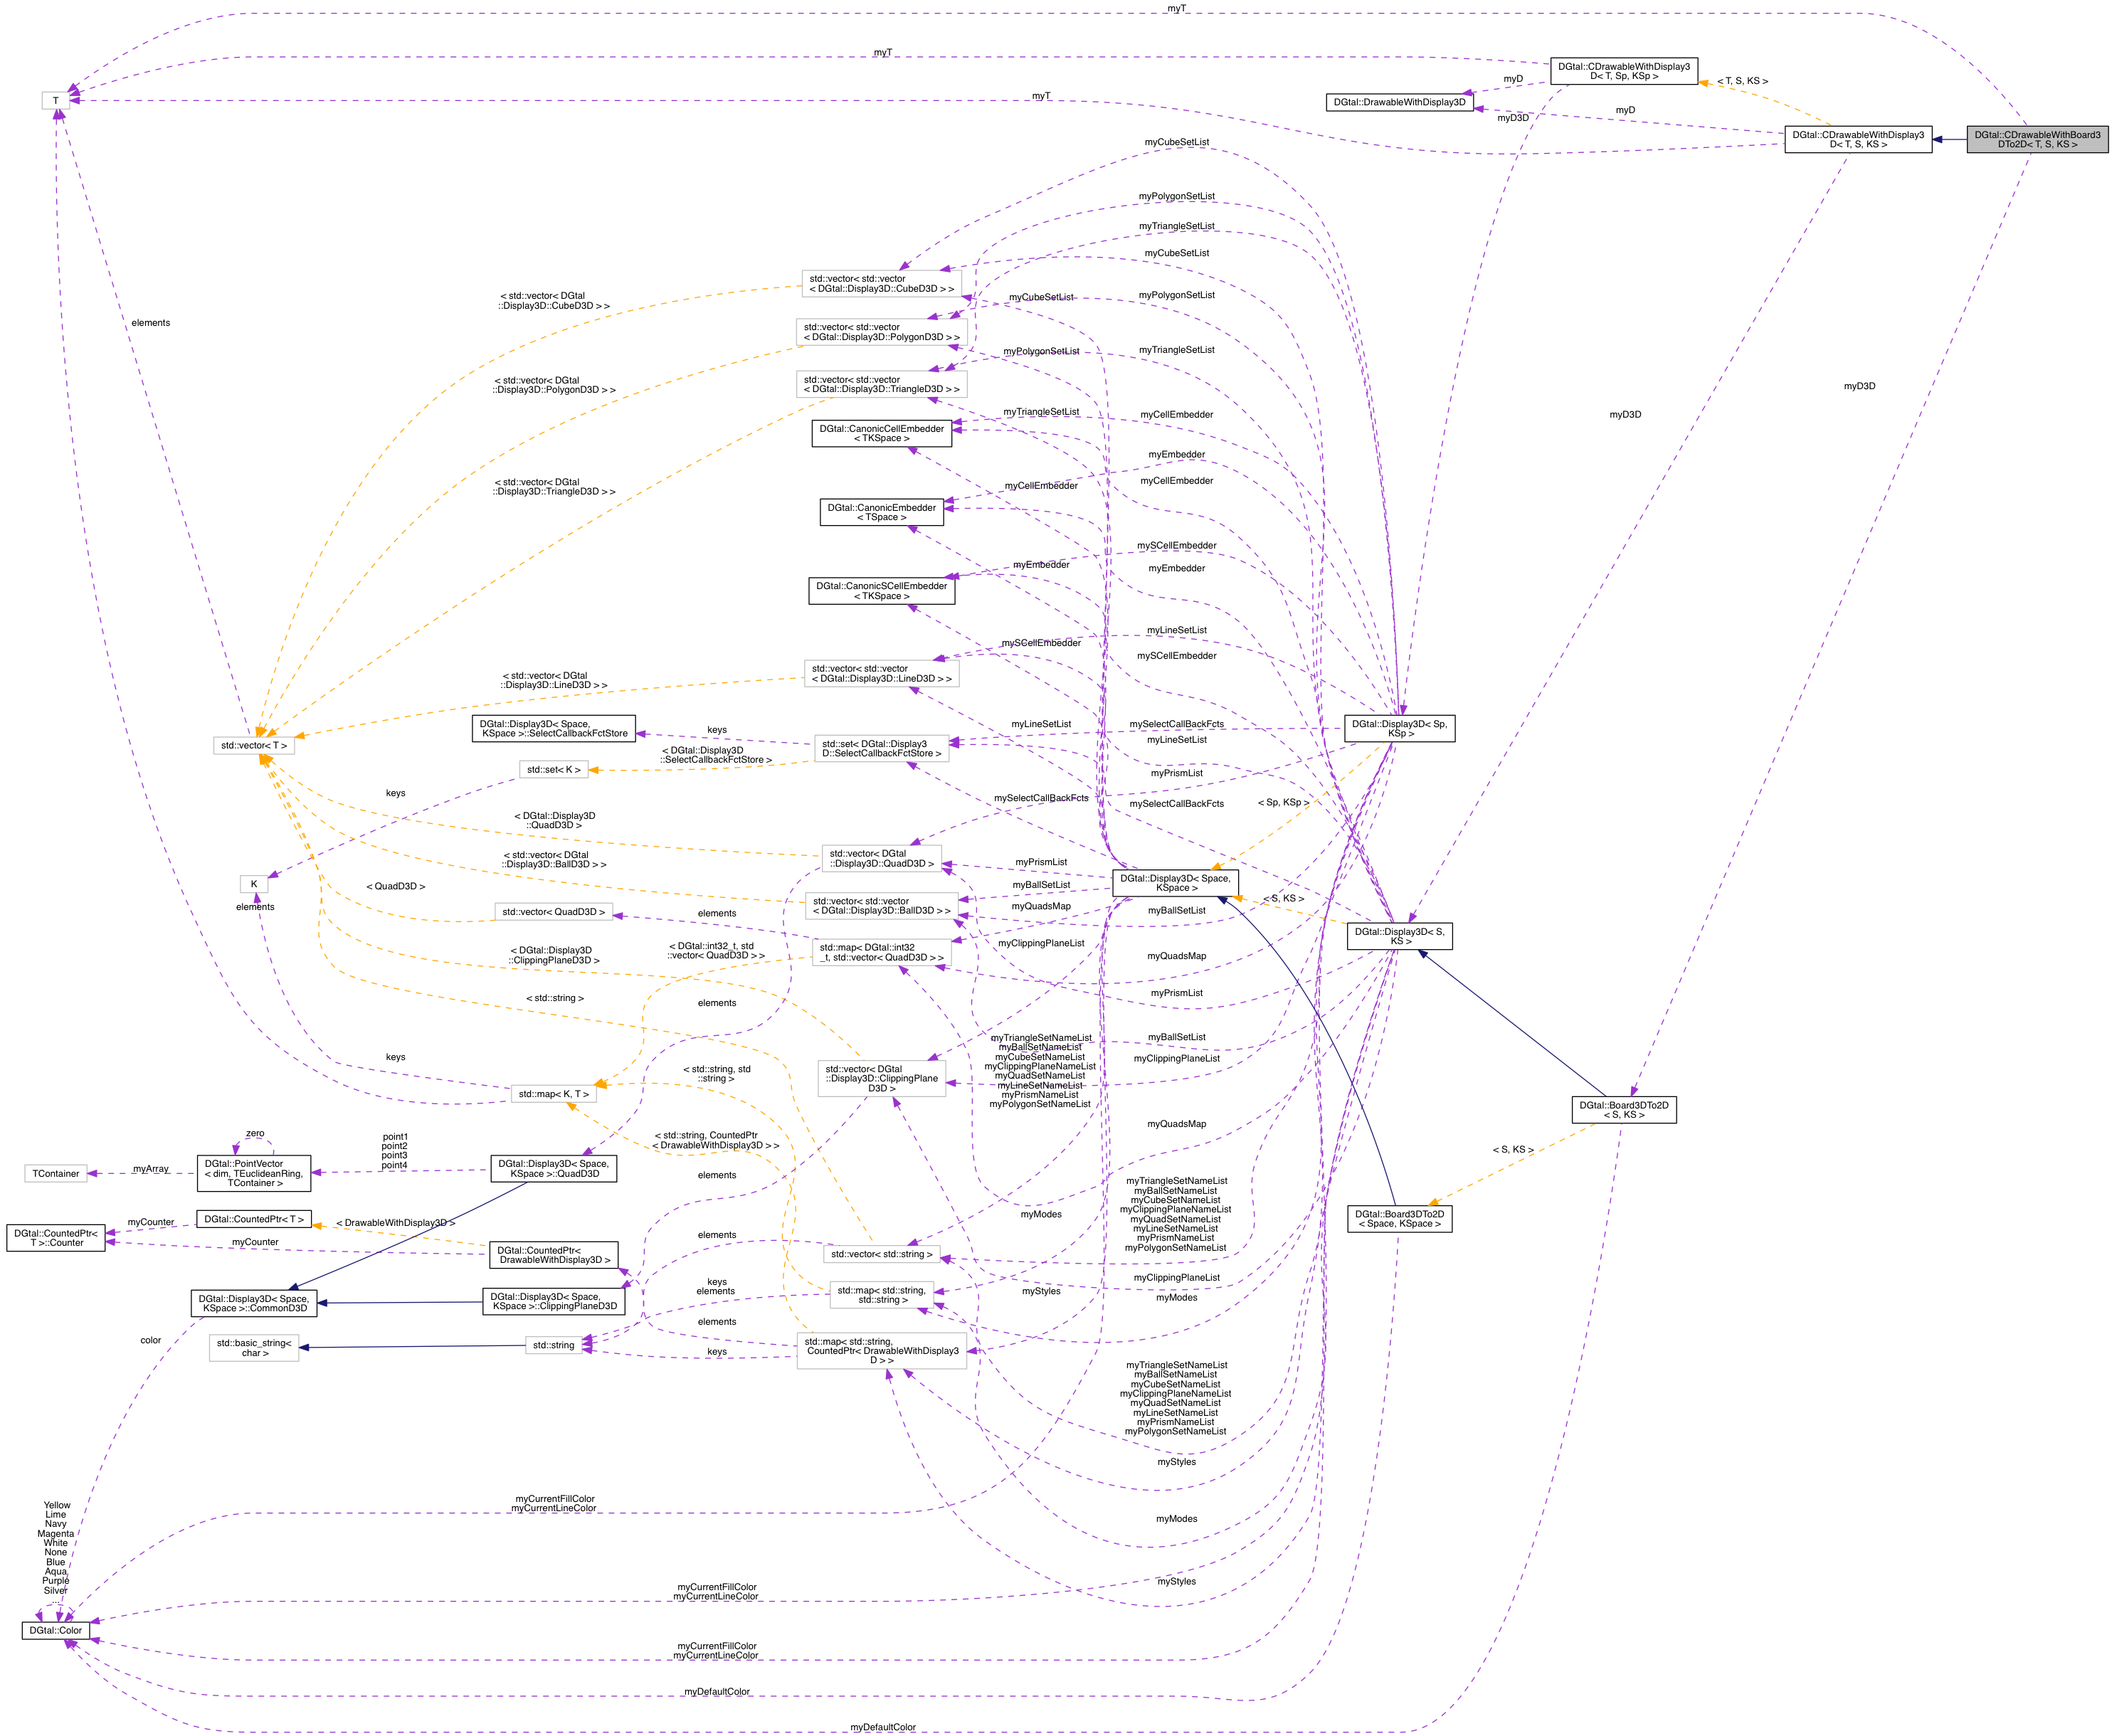 myT
myT
DGtal::CDrawableWithDisplay3
D< T, Sp, KSp >
myD
< T, S, KS >
T
myT
DGtal::DrawableWithDisplay3D
myD
myD3D
DGtal::CDrawableWithDisplay3
D< T, S, KS >
DGtal::CDrawableWithBoard3
DTo2D< T, S, KS >
myCubeSetList
myPolygonSetList
myTriangleSetList
myCubeSetList
std::vector< std::vector
< DGtal::Display3D::CubeD3D > >
< std::vector< DGtal
::Display3D::CubeD3D > >
myCubeSetList
myPolygonSetList
elements
std::vector< std::vector
< DGtal::Display3D::PolygonD3D > >
myPolygonSetList
myTriangleSetList
< std::vector< DGtal
::Display3D::PolygonD3D > >
std::vector< std::vector
< DGtal::Display3D::TriangleD3D > >
myD3D
myTriangleSetList
myCellEmbedder
myD3D
DGtal::CanonicCellEmbedder
< TKSpace >
myEmbedder
< std::vector< DGtal
::Display3D::TriangleD3D > >
myCellEmbedder
myCellEmbedder
DGtal::CanonicEmbedder
< TSpace >
mySCellEmbedder
myEmbedder
myEmbedder
DGtal::CanonicSCellEmbedder
< TKSpace >
myLineSetList
mySCellEmbedder
mySCellEmbedder
std::vector< std::vector
< DGtal::Display3D::LineD3D > >
< std::vector< DGtal
::Display3D::LineD3D > >
DGtal::Display3D< Space,
KSpace >::SelectCallbackFctStore
keys
myLineSetList
mySelectCallBackFcts
DGtal::Display3D< Sp,
KSp >
std::vector< T >
< DGtal::Display3D
::SelectCallbackFctStore >
std::set< DGtal::Display3
D::SelectCallbackFctStore >
myLineSetList
std::set< K >
myPrismList
keys
mySelectCallBackFcts
mySelectCallBackFcts
< Sp, KSp >
< DGtal::Display3D
::QuadD3D >
std::vector< DGtal
::Display3D::QuadD3D >
< std::vector< DGtal
::Display3D::BallD3D > >
myPrismList
DGtal::Display3D< Space,
KSpace >
K
< QuadD3D >
myBallSetList
< S, KS >
elements
std::vector< QuadD3D >
elements
std::vector< std::vector
< DGtal::Display3D::BallD3D > >
myQuadsMap
myBallSetList
DGtal::Display3D< S,
KS >
< DGtal::Display3D
::ClippingPlaneD3D >
< DGtal::int32_t, std
::vector< QuadD3D > >
std::map< DGtal::int32
_t, std::vector< QuadD3D > >
myClippingPlaneList
myQuadsMap
myPrismList
< std::string >
elements
myTriangleSetNameList
myBallSetNameList
myCubeSetNameList
myClippingPlaneNameList
myQuadSetNameList
myLineSetNameList
myPrismNameList
myPolygonSetNameList
myBallSetList
myClippingPlaneList
keys
< std::string, std
::string >
std::vector< DGtal
::Display3D::ClippingPlane
D3D >
std::map< K, T >
DGtal::Board3DTo2D
< S, KS >
myQuadsMap
< std::string, CountedPtr
< DrawableWithDisplay3D > >
zero
point1
point2
point3
point4
< S, KS >
TContainer
myArray
DGtal::PointVector
< dim, TEuclideanRing,
TContainer >
DGtal::Display3D< Space,
KSpace >::QuadD3D
elements
myTriangleSetNameList
myBallSetNameList
myCubeSetNameList
myClippingPlaneNameList
myQuadSetNameList
myLineSetNameList
myPrismNameList
myPolygonSetNameList
myModes
DGtal::Board3DTo2D
< Space, KSpace >
DGtal::CountedPtr<
T >::Counter
myCounter
DGtal::CountedPtr< T >
< DrawableWithDisplay3D >
myCounter
DGtal::CountedPtr<
DrawableWithDisplay3D >
elements
std::vector< std::string >
keys
elements
myClippingPlaneList
DGtal::Display3D< Space,
KSpace >::CommonD3D
DGtal::Display3D< Space,
KSpace >::ClippingPlaneD3D
std::map< std::string,
std::string >
myStyles
myModes
elements
color
std::basic_string<
char >
std::string
keys
std::map< std::string,
CountedPtr< DrawableWithDisplay3
D > >
myTriangleSetNameList
myBallSetNameList
myCubeSetNameList
myClippingPlaneNameList
myQuadSetNameList
myLineSetNameList
myPrismNameList
myPolygonSetNameList
myStyles
myCurrentFillColor
myCurrentLineColor
myModes
Yellow
Lime
Navy
Magenta
White
None
Blue
Aqua
Purple
Silver
...
myStyles
myCurrentFillColor
myCurrentLineColor
DGtal::Color
myCurrentFillColor
myCurrentLineColor
myDefaultColor
myDefaultColor